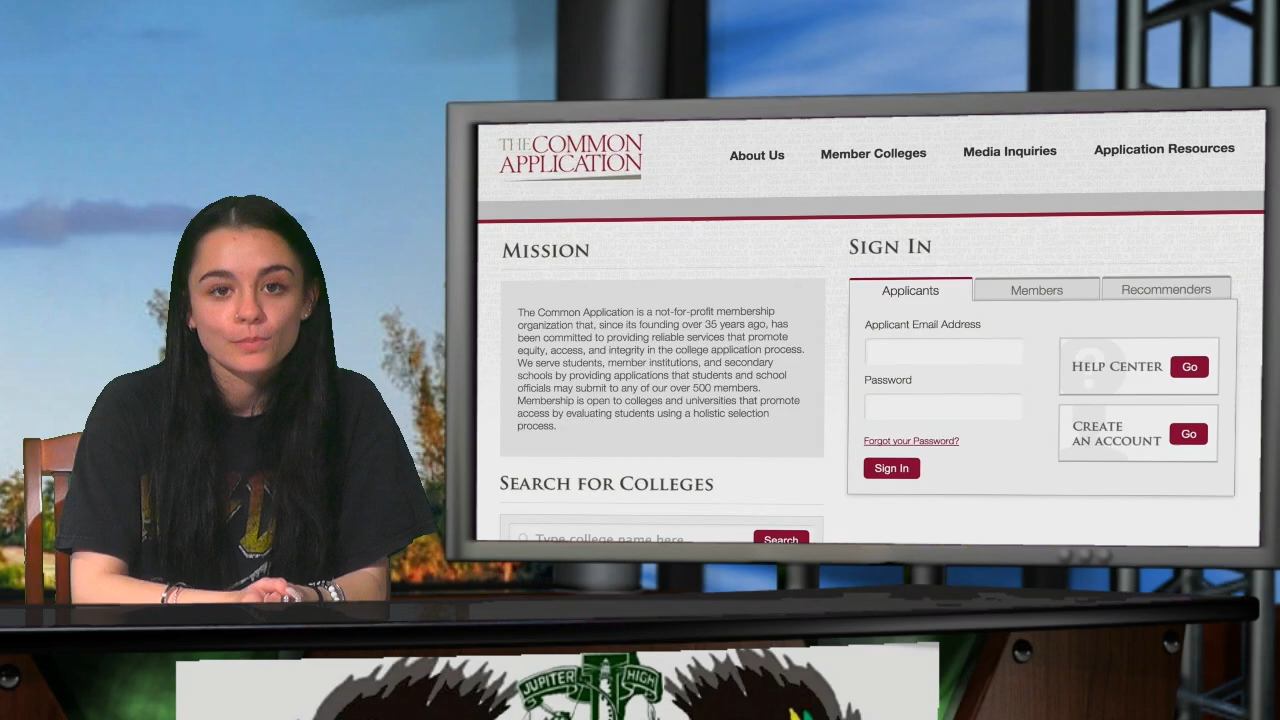 THE COMMON
APPLICATION
About Us
Member Colleges
Media Inquiries
Application Resources
MISSION
The Common Application is a not-for-profit membership
organization that, since its founding over 35 years ago, has
been committed to providing reliable services that promote
equity, access, and integrity in the college application process.
We serve students, member institutions, and secondary
schools by providing applications that students and school
officials may submit to any of our over 500 members.
Membership is open to colleges and universities that promote
access by evaluating students using a holistic selection
process.
SEARCH FOR COLLEGES
Type college name here
Search
SIGN IN
Applicants
Members
Recommenders
Applicant Email Address
Password
Forgot your Password?
Sign In
HELP CENTER
Go
CREATE
AN ACCOUNT
Go
JUPITER HIGH